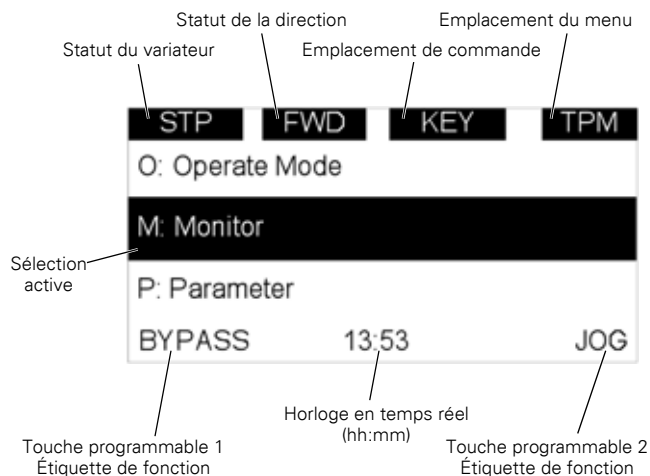 Statut de la direction
Emplacement du menu
Statut du variateur
Emplacement de commande
STP FWD KEY TPM
O: Operate Mode
M: Monitor
Sélection
active
P: Parameter
BYPASS 13:53 JOG
Horloge en temps réel
(hh:mm)
Touche programmable 1
Étiquette de fonction
Touche programmable 2
Étiquette de fonction